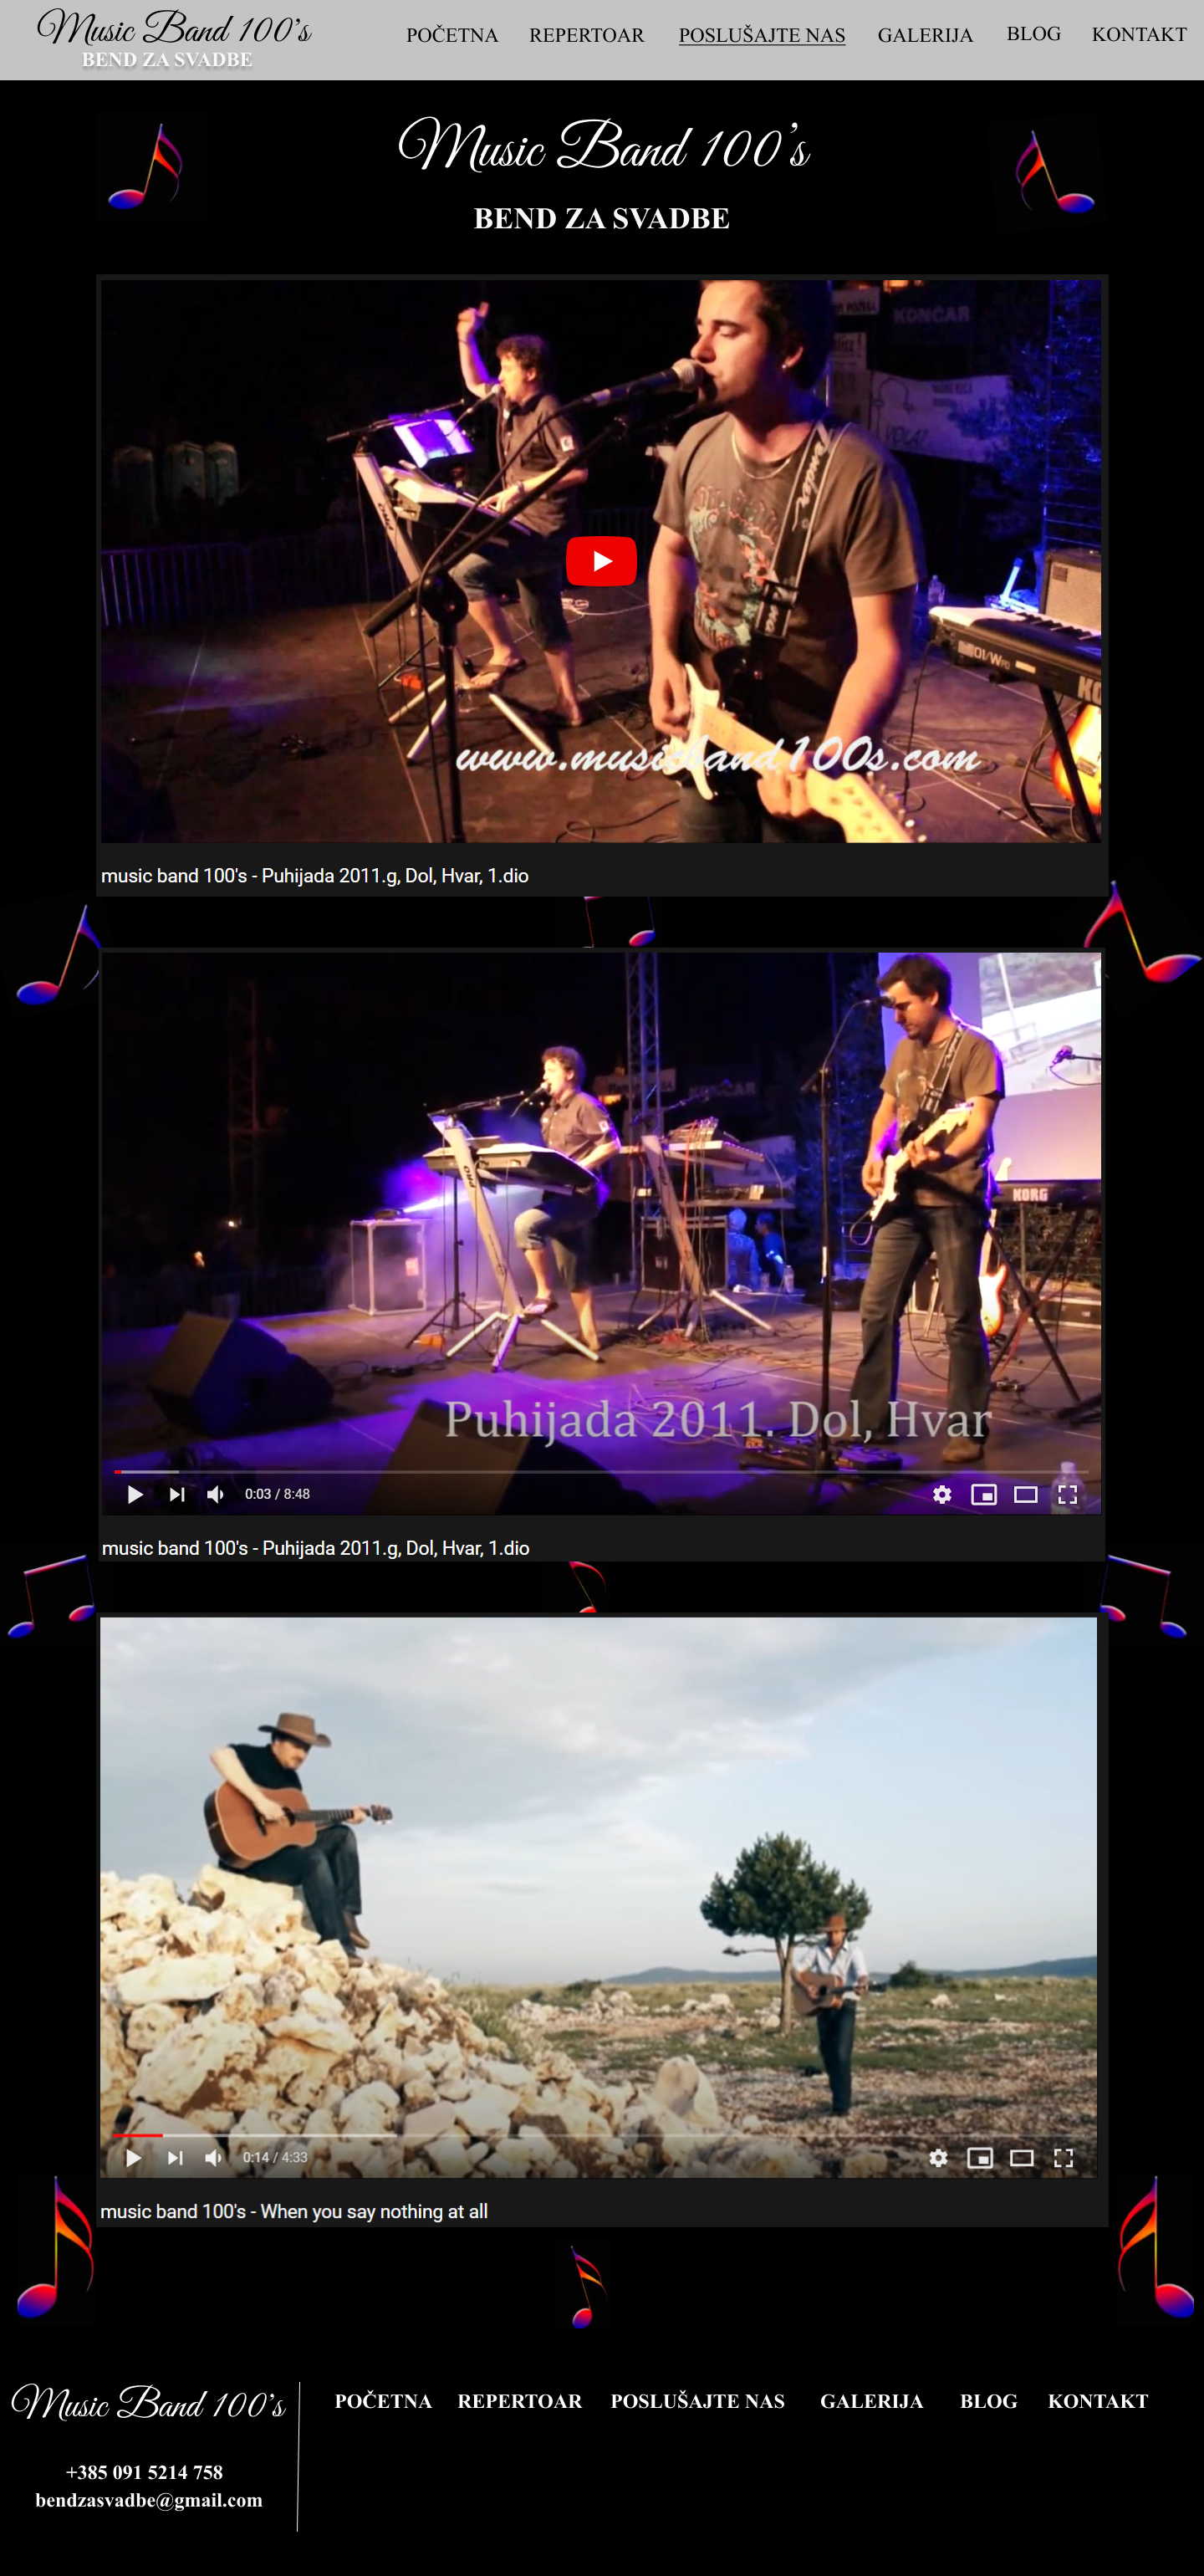 Music Band 100's
BEND ZA SVADBE
POČETNA REPERTOAR POSLUŠAJTE NAS GALERIJA BLOG KONTAKT
Music Band 100's
BEND ZA SVADBE
KONČAR
www.musicband100s.com
music band 100's - Puhijada 2011.g, Dol, Hvar, 1.dio
KORG
Puhijada 2011. Dol, Hvar
0:03 / 8:48
music band 100's - Puhijada 2011.g, Dol, Hvar, 1.dio
0:14 / 4:33
music band 100's - When you say nothing at all
Music Band 100's
POČETNA REPERTOAR POSLUŠAJTE NAS GALERIJA BLOG KONTAKT
+385 091 5214 758
bendzasvadbe@gmail.com